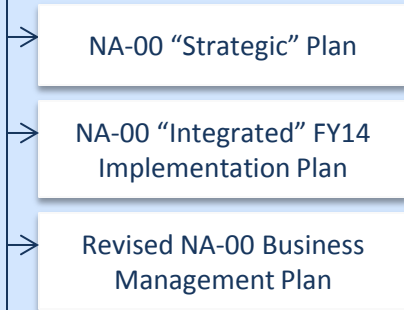 NA-00 “Strategic” Plan
NA-00 “Integrated” FY14
Implementation Plan
Revised NA-00 Business
Management Plan